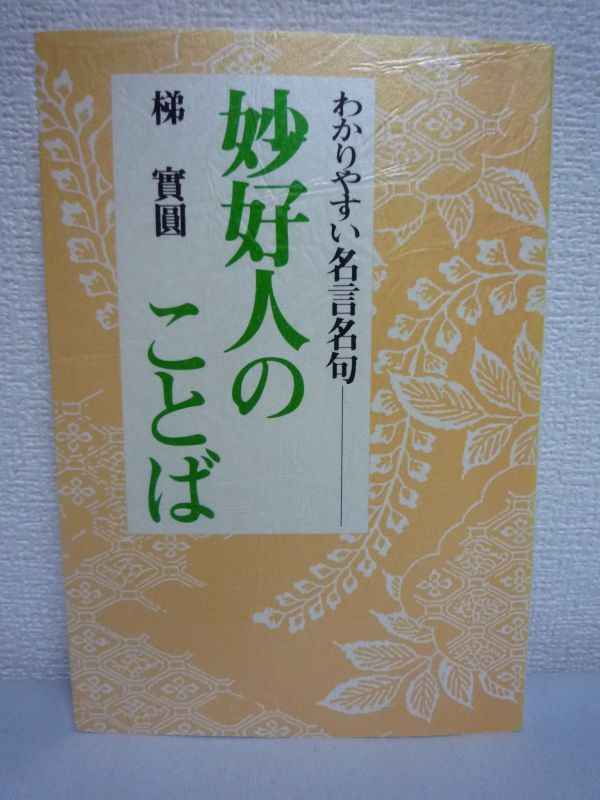 わかりやすい名言名句
妙好人の
ことば
梯 實圓